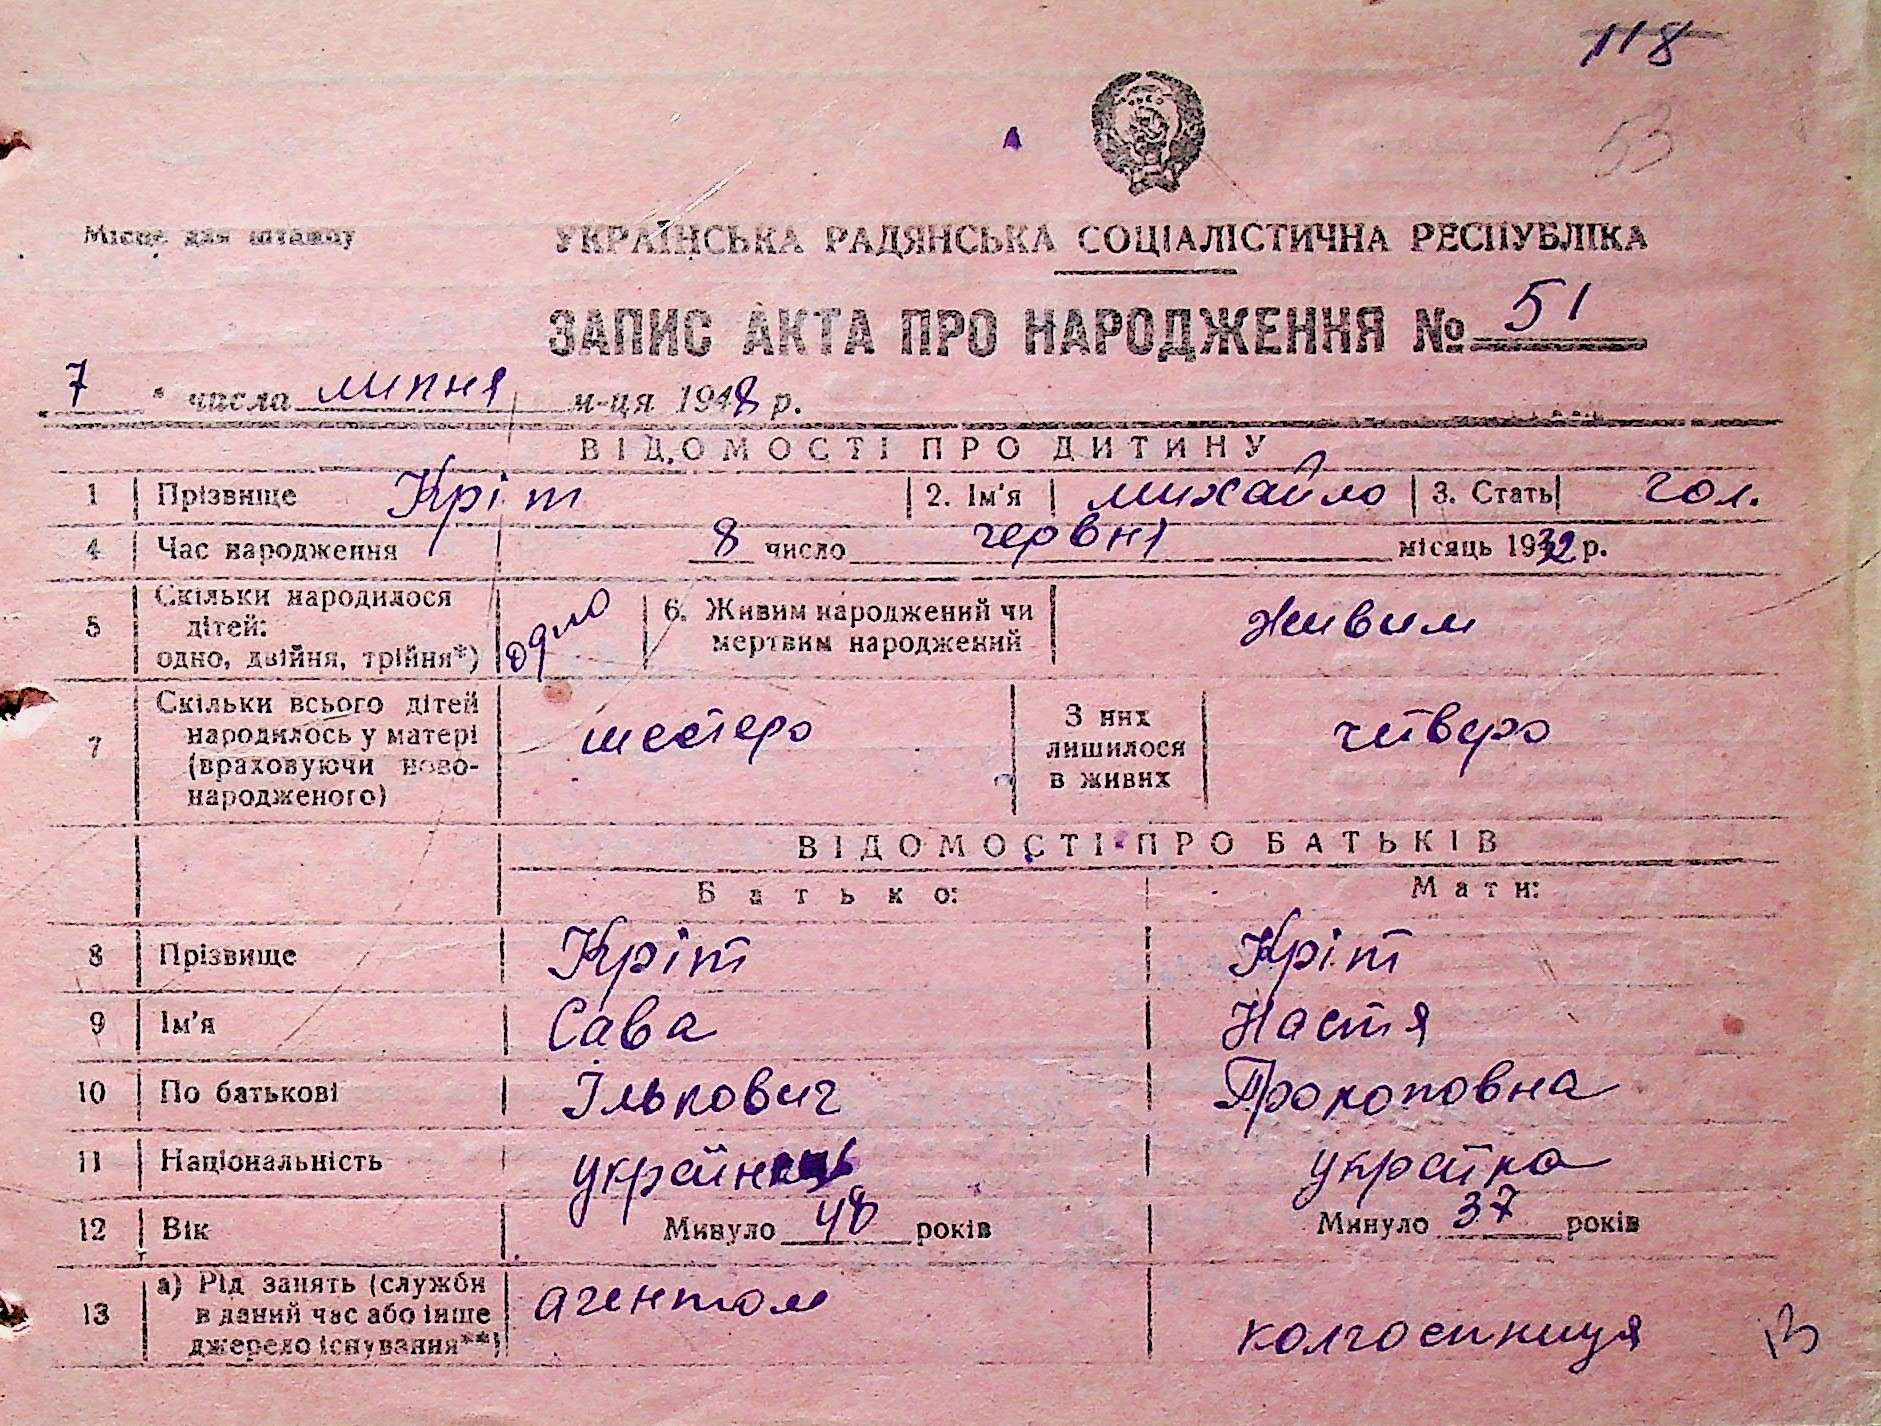 118
53
Місце для штампу
УКРАЇНСЬКА РАДЯНСЬКА СОЦІАЛІСТИЧНА РЕСПУБЛІКА
ЗАПИС АКТА ПРО НАРОДЖЕННЯ № 51
7 " числа липня м-ця 1948 р.
ВІДОМОСТІ ПРО ДИТИНУ
1 Прізвище Кріт 2. Ім'я Михайло 3. Стать гол.
4 Час народження 8 число червня місяць 1932 р.
5 Скільки народилося дітей: одно, двійня, трійня*) одно 6. Живим народжений чи мертвим народжений живим
7 Скільки всього дітей народилось у матері (враховуючи новонародженого) шестеро З них лишилося в живих четверо
ВІДОМОСТІ ПРО БАТЬКІВ
Батько: Мати:
8 Прізвище Кріт Кріт
9 Ім'я Сава Настя
10 По батькові Ількович Прокоповна
11 Національність українець українка
12 Вік Минуло 48 років Минуло 37 років
13 а) Рід занять (служби в даний час або інше джерело існування**) агентом колгоспниця
13